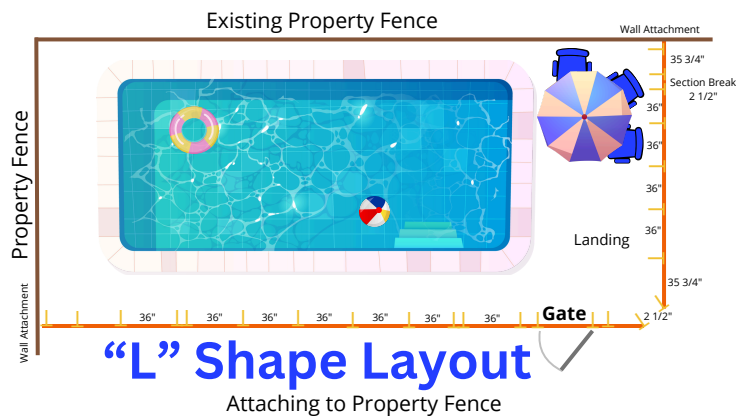 Existing Property Fence
Wall Attachment
35 3/4"
Section Break
2 1/2"
36"
36"
36"
36"
Landing
35 3/4"
2 1/2"
Property Fence
Wall Attachment
36"
36"
36"
36"
36"
36"
Gate
“L” Shape Layout
Attaching to Property Fence